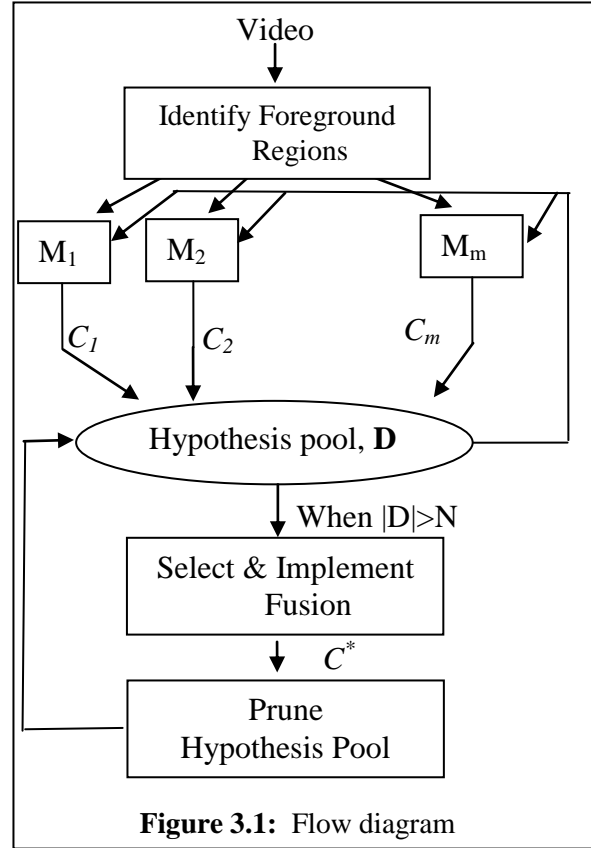 Video
Identify Foreground
Regions
M₁ M₂ Mₘ
C₁ C₂ Cₘ
Hypothesis pool, D
When |D|>N
Select & Implement
Fusion
C*
Prune
Hypothesis Pool
Figure 3.1: Flow diagram